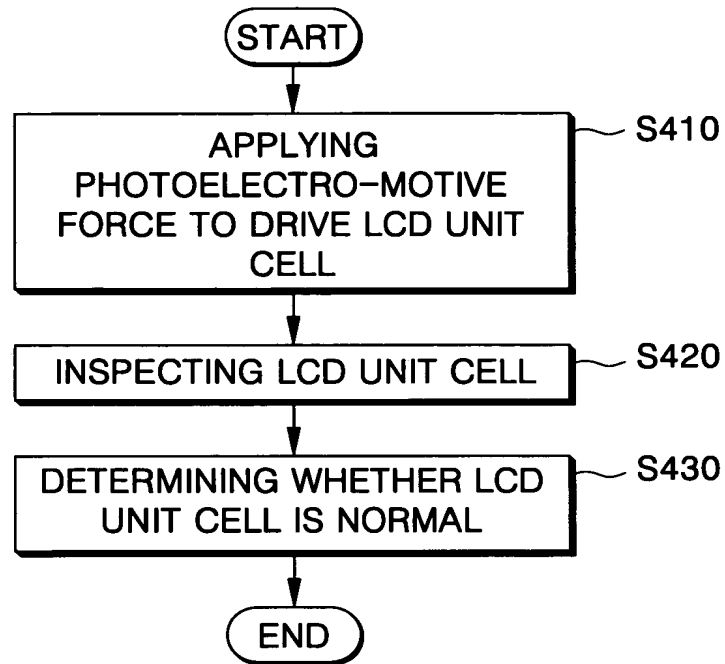 START
APPLYING
PHOTOELECTRO-MOTIVE
FORCE TO DRIVE LCD UNIT
CELL
S410
INSPECTING LCD UNIT CELL
S420
DETERMINING WHETHER LCD
UNIT CELL IS NORMAL
S430
END